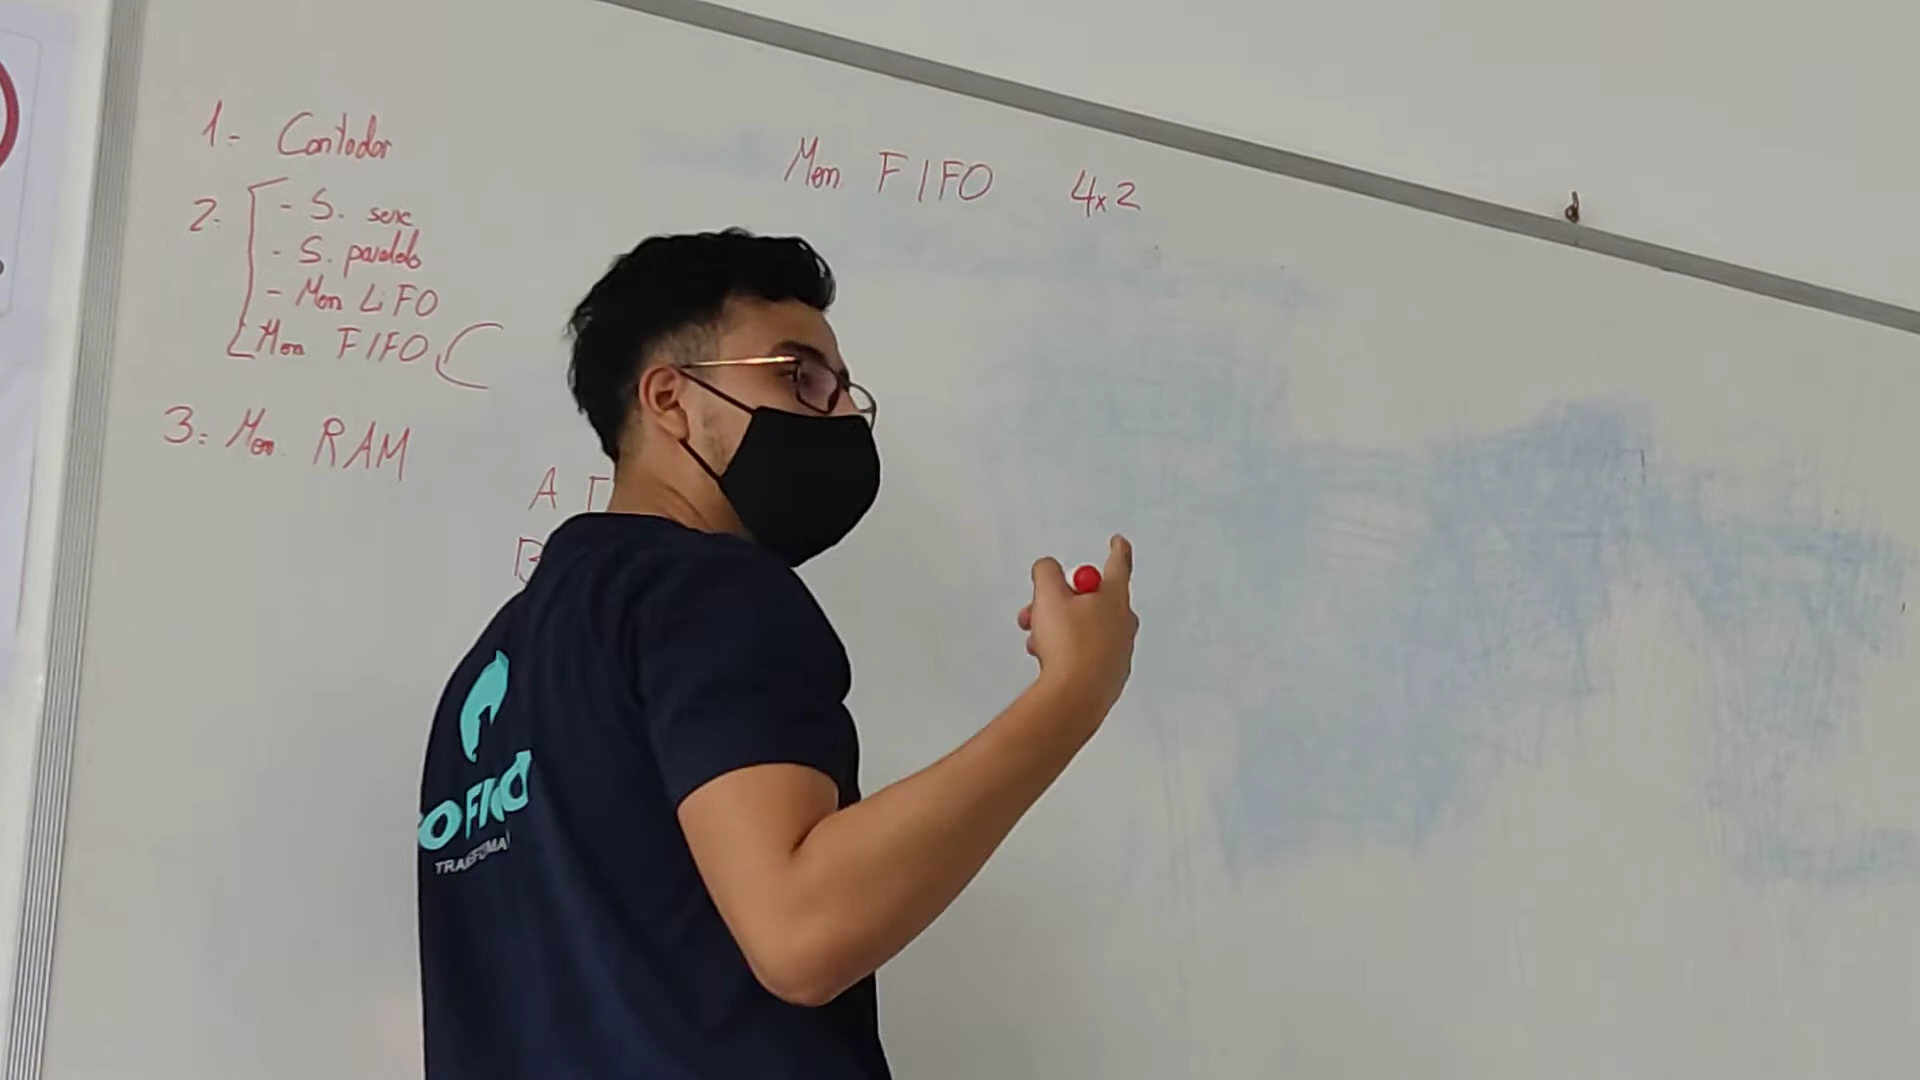 1= Contador
2- - S. serie
- S. paralelo
- Mem LiFO
Mem FIFO
3= Mem. RAM
Mem. FIFO 4x2
A
B